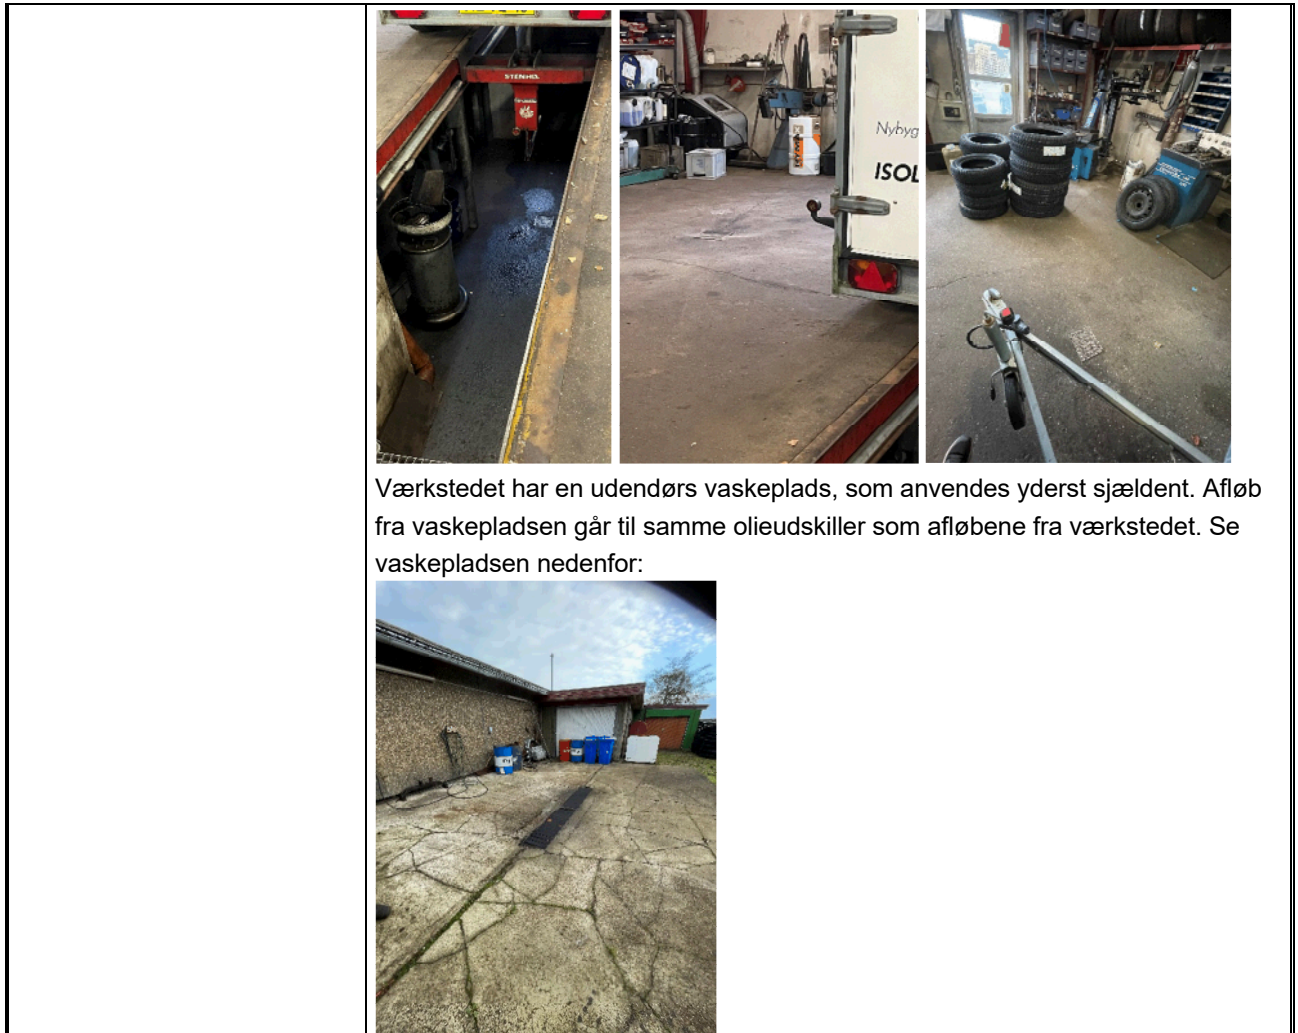 STENHØJ
Nybyg
ISOL
Værkstedet har en udendørs vaskeplads, som anvendes yderst sjældent. Afløb
fra vaskepladsen går til samme olieudskiller som afløbene fra værkstedet. Se
vaskepladsen nedenfor: